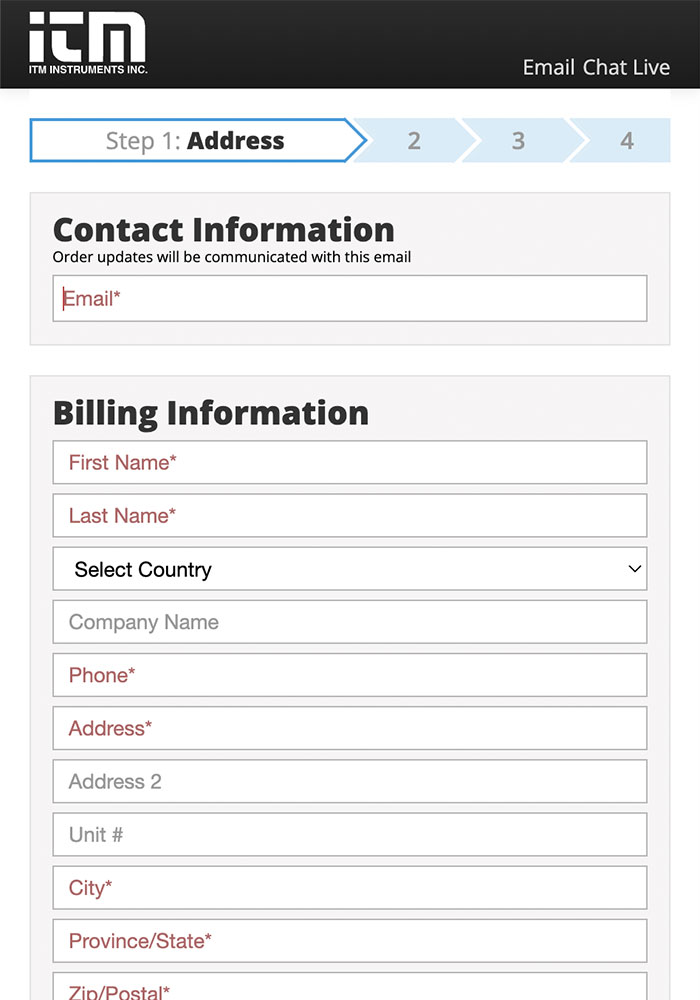 itm
ITM INSTRUMENTS INC.
Email Chat Live
Step 1: Address 2 3 4
Contact Information
Order updates will be communicated with this email
Email*
Billing Information
First Name*
Last Name*
Select Country
Company Name
Phone*
Address*
Address 2
Unit #
City*
Province/State*
Zip/Postal*